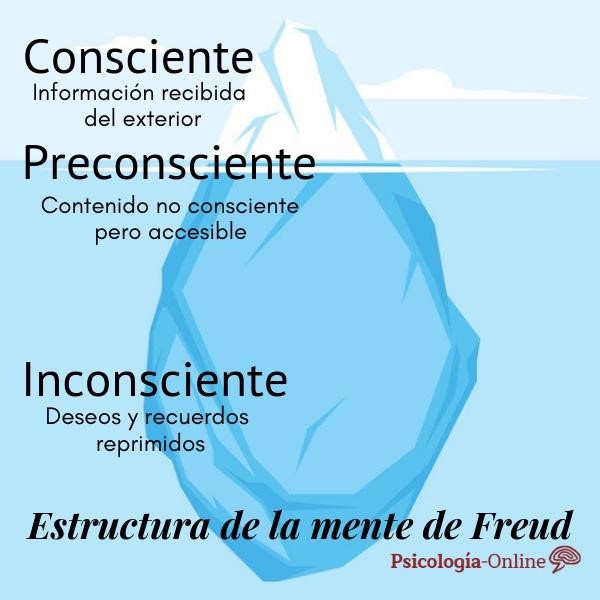 Consciente
Información recibida
del exterior
Preconsciente
Contenido no consciente
pero accesible
Inconsciente
Deseos y recuerdos
reprimidos
Estructura de la mente de Freud
Psicología-Online